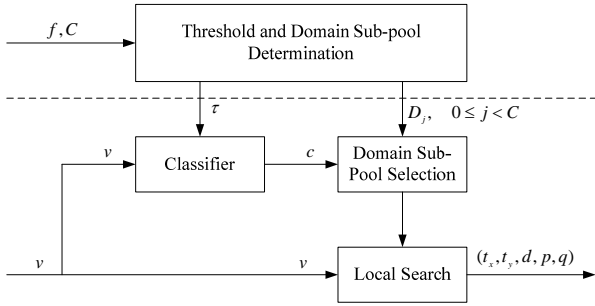 f, C
Threshold and Domain Sub-pool
Determination
τ
D_j, 0 ≤ j < C
v
Classifier
c
Domain Sub-
Pool Selection
v
v
Local Search
(t_x, t_y, d, p, q)